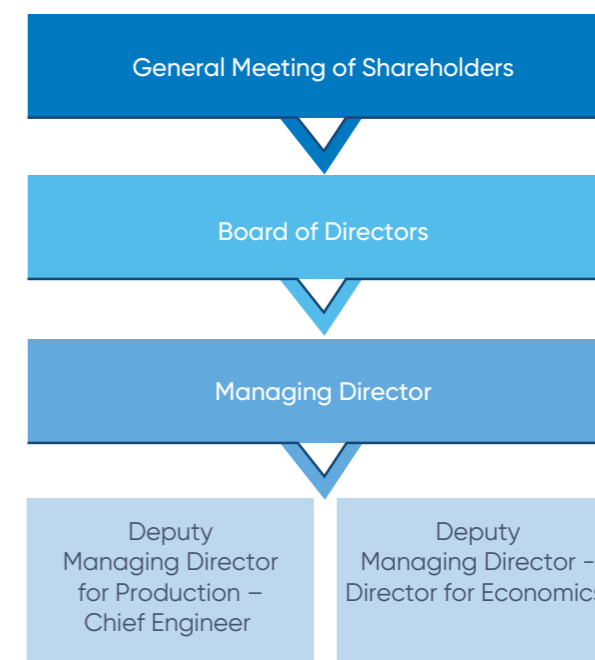 General Meeting of Shareholders
Board of Directors
Managing Director
Deputy
Managing Director
for Production –
Chief Engineer
Deputy
Managing Director -
Director for Economics